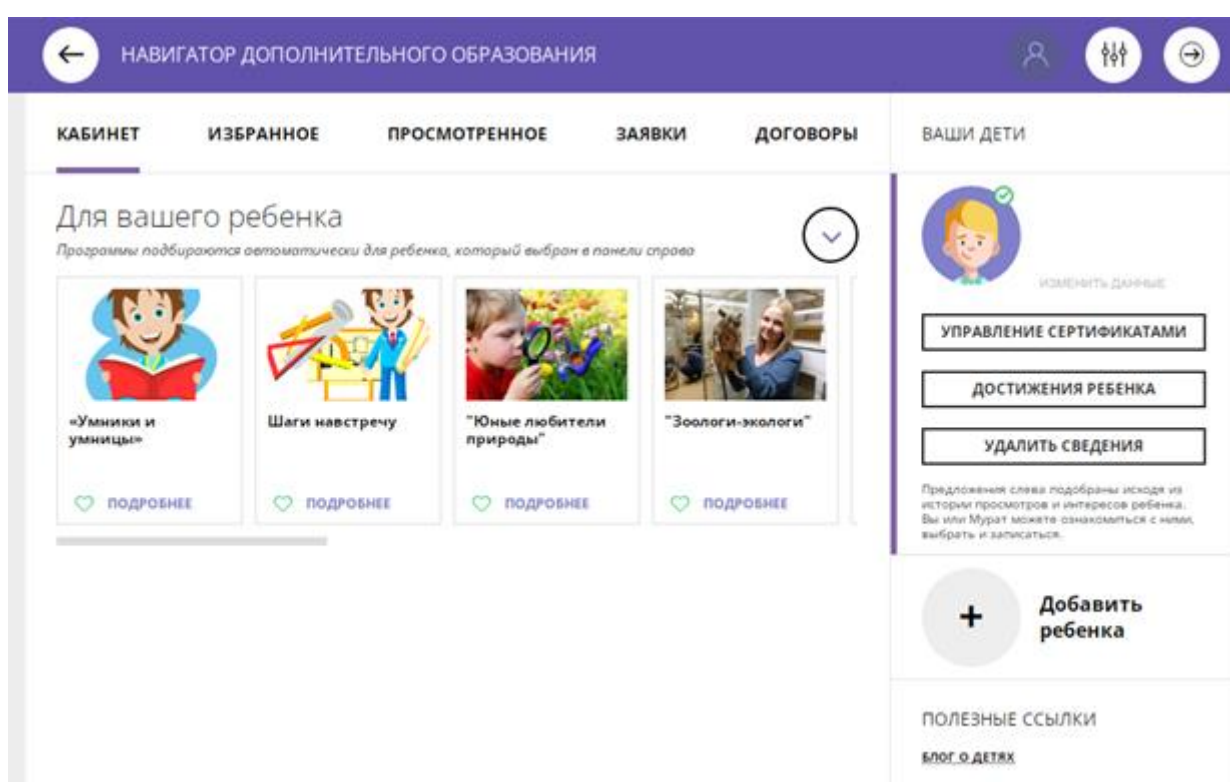 НАВИГАТОР ДОПОЛНИТЕЛЬНОГО ОБРАЗОВАНИЯ
КАБИНЕТ ИЗБРАННОЕ ПРОСМОТРЕННОЕ ЗАЯВКИ ДОГОВОРЫ
Для вашего ребенка
Программы подбираются автоматически для ребенка, который выбран в панели справа
«Умники и
умницы»
ПОДРОБНЕЕ
Шаги навстречу
ПОДРОБНЕЕ
"Юные любители
природы"
ПОДРОБНЕЕ
"Зоологи-экологи"
ПОДРОБНЕЕ
ВАШИ ДЕТИ
ИЗМЕНИТЬ ДАННЫЕ
УПРАВЛЕНИЕ СЕРТИФИКАТАМИ
ДОСТИЖЕНИЯ РЕБЕНКА
УДАЛИТЬ СВЕДЕНИЯ
Предложения слева подобраны исходя из
истории просмотров и интересов ребенка.
Вы или Мурат можете ознакомиться с ними,
выбрать и записаться.
Добавить
ребенка
ПОЛЕЗНЫЕ ССЫЛКИ
БЛОГ О ДЕТЯХ